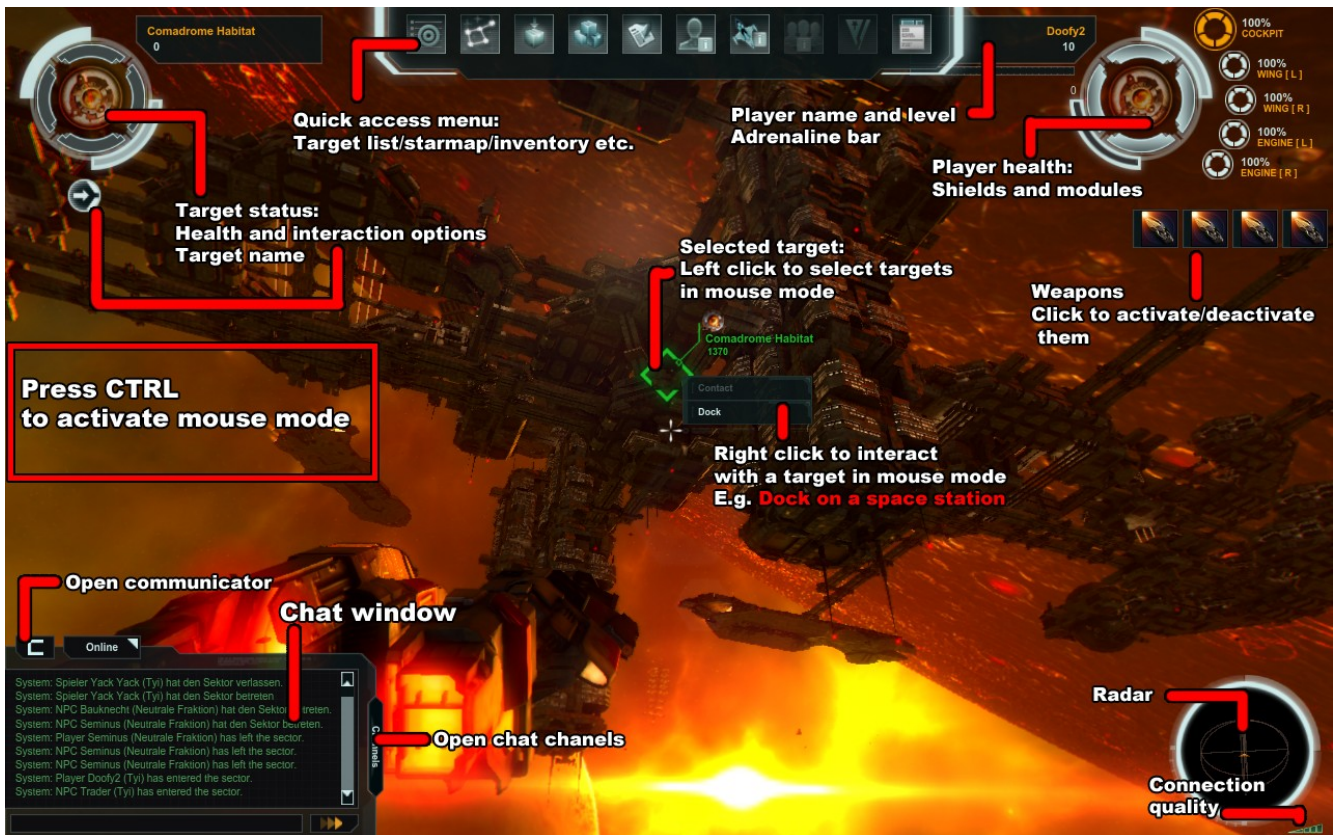 Comadrome Habitat
0
Doofy2
10
0
100%
COCKPIT
100%
WING [ L ]
100%
WING [ R ]
100%
ENGINE [ L ]
100%
ENGINE [ R ]
Quick access menu:
Target list/starmap/inventory etc.
Player name and level
Adrenaline bar
Player health:
Shields and modules
Target status:
Health and interaction options
Target name
Selected target:
Left click to select targets
in mouse mode
Weapons
Click to activate/deactivate
them
Comadrome Habitat
1370
Contact
Dock
Press CTRL
to activate mouse mode
Right click to interact
with a target in mouse mode
E.g. Dock on a space station
Open communicator
Chat window
Online
System: Spieler Yack Yack (Tyi) hat den Sektor verlassen.
System: Spieler Yack Yack (Tyi) hat den Sektor betreten
System: NPC Bauknecht (Neutrale Fraktion) hat den Sektor betreten.
System: NPC Seminus (Neutrale Fraktion) hat den Sektor betreten.
System: Player Seminus (Neutrale Fraktion) has left the sector.
System: NPC Seminus (Neutrale Fraktion) has left the sector.
System: NPC Seminus (Neutrale Fraktion) has left the sector.
System: Player Doofy2 (Tyi) has entered the sector.
System: NPC Trader (Tyi) has entered the sector.
Open chat chanels
Radar
Connection
quality